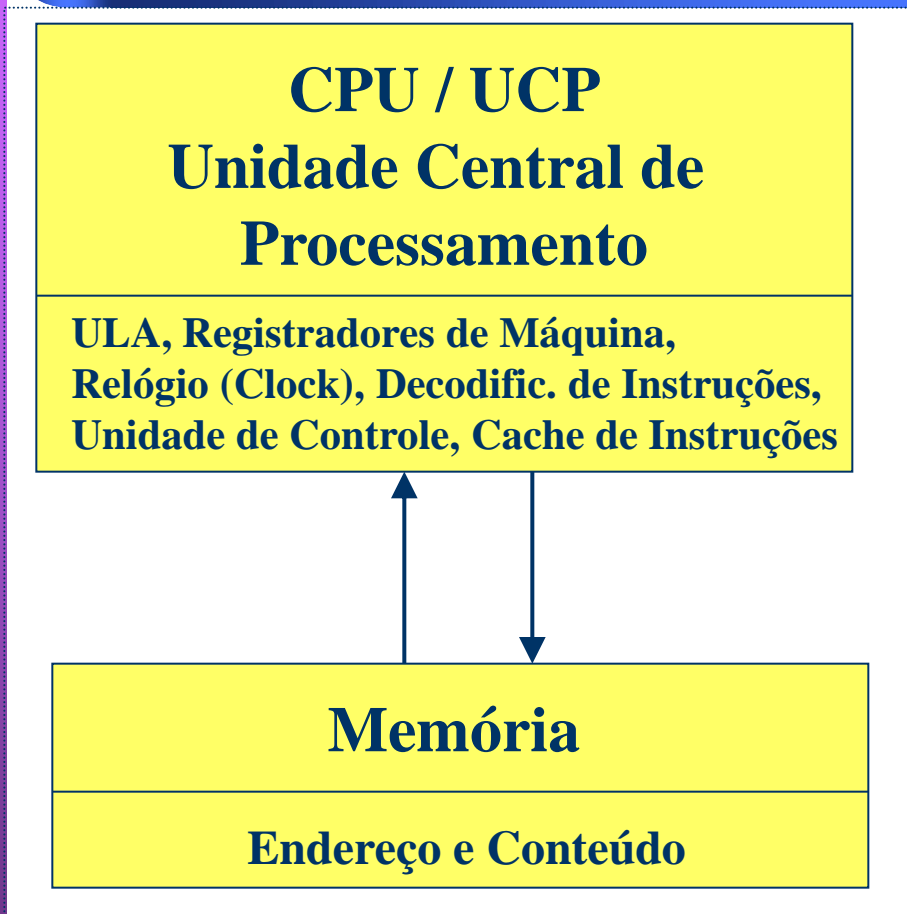 CPU / UCP
Unidade Central de
Processamento
ULA, Registradores de Máquina,
Relógio (Clock), Decodific. de Instruções,
Unidade de Controle, Cache de Instruções
Memória
Endereço e Conteúdo